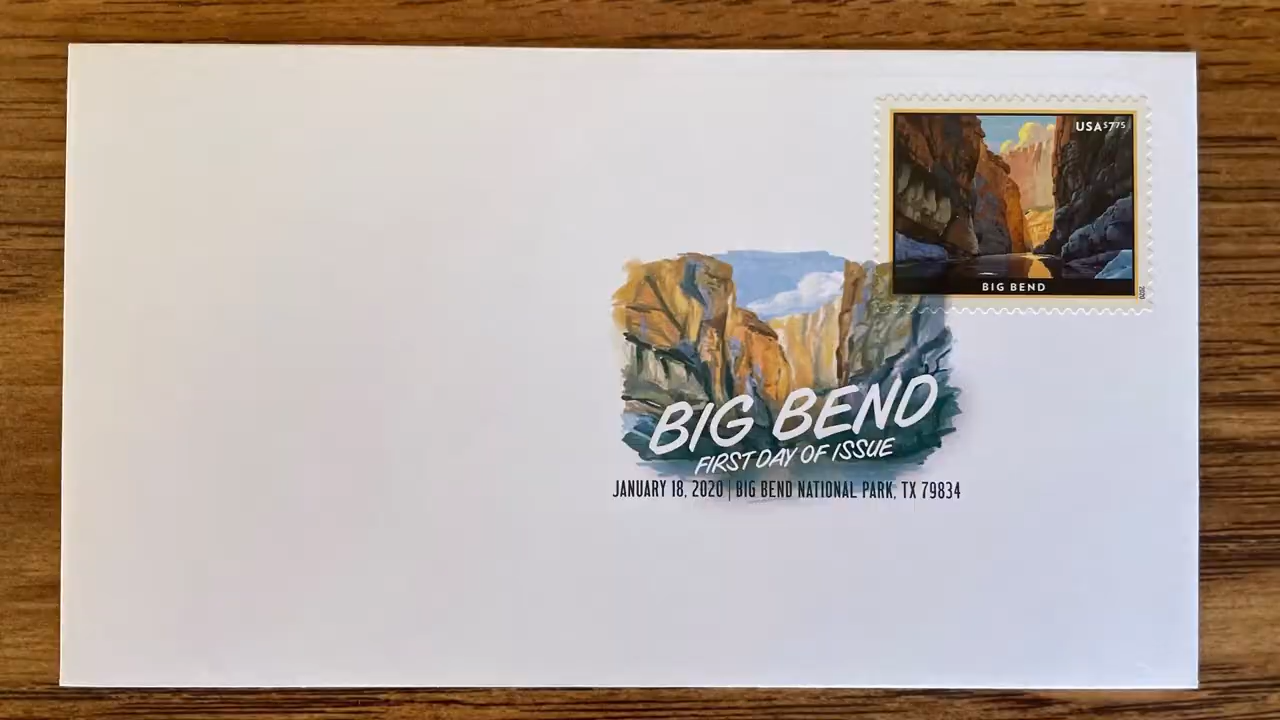 USA $7.75
BIG BEND
2020
BIG BEND
FIRST DAY OF ISSUE
JANUARY 18, 2020 | BIG BEND NATIONAL PARK, TX 79834